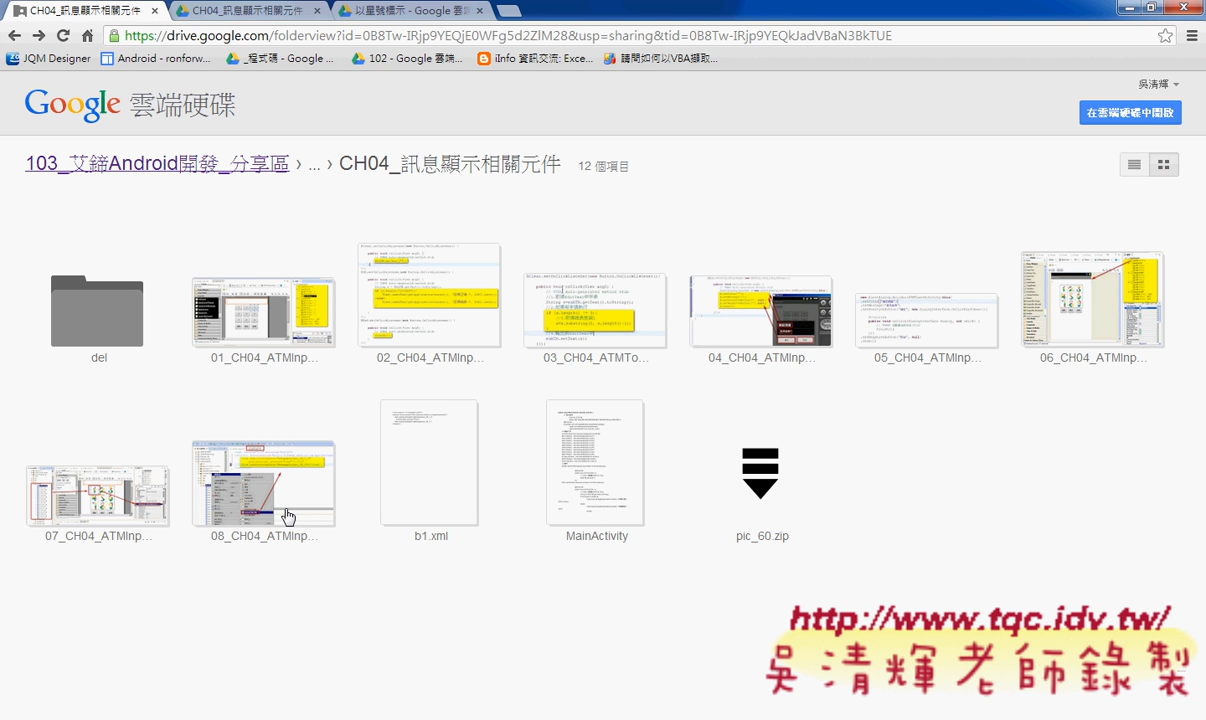 CH04_訊息顯示相關元件
CH04_訊息顯示相關元件
以星號標示 - Google 雲端
https://drive.google.com/folderview?id=0B8Tw-IRjp9YEQjE0WFg5d2ZlM28&usp=sharing&tid=0B8Tw-IRjp9YEQkJadVBaN3BkTUE
JQM Designer
Android - ronforw...
_程式碼 - Google ...
102 - Google 雲端...
iInfo 資訊交流: Exce...
請問如何以VBA擷取...
吳清輝
Google 雲端硬碟
在雲端硬碟中開啟
103_艾鍗Android開發_分享區 › ... › CH04_訊息顯示相關元件 12 個項目
del
01_CH04_ATMInp...
02_CH04_ATMInp...
03_CH04_ATMTo...
04_CH04_ATMInp...
05_CH04_ATMInp...
06_CH04_ATMInp...
07_CH04_ATMInp...
08_CH04_ATMInp...
b1.xml
MainActivity
pic_60.zip
http://www.tqc.idv.tw/
吳清輝老師錄製